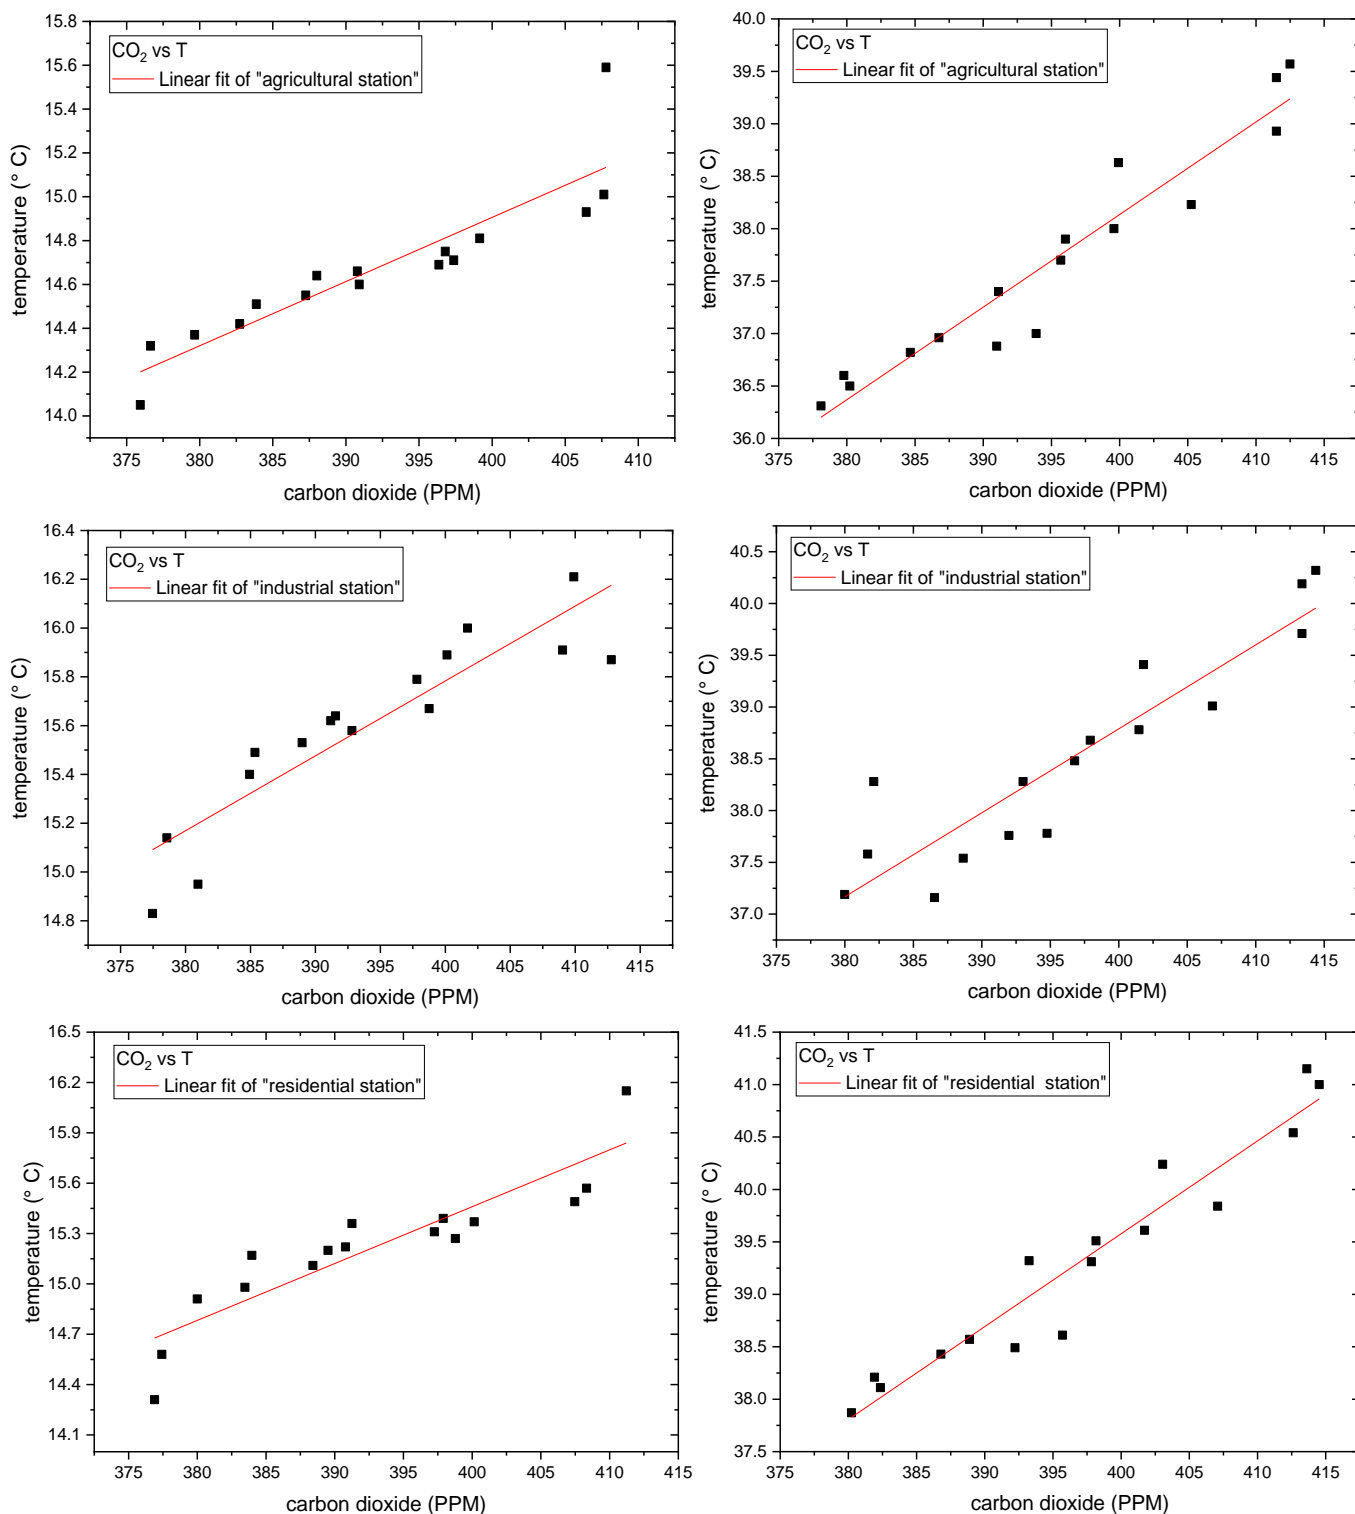 15.8
15.6
15.4
15.2
15.0
14.8
14.6
14.4
14.2
14.0
temperature (° C)
CO₂ vs T
Linear fit of "agricultural station"
375 380 385 390 395 400 405 410
carbon dioxide (PPM)
40.0
39.5
39.0
38.5
38.0
37.5
37.0
36.5
36.0
temperature (° C)
CO₂ vs T
Linear fit of "agricultural station"
375 380 385 390 395 400 405 410 415
carbon dioxide (PPM)
16.4
16.2
16.0
15.8
15.6
15.4
15.2
15.0
14.8
temperature (° C)
CO₂ vs T
Linear fit of "industrial station"
375 380 385 390 395 400 405 410 415
carbon dioxide (PPM)
40.5
40.0
39.5
39.0
38.5
38.0
37.5
37.0
temperature (° C)
CO₂ vs T
Linear fit of "industrial station"
375 380 385 390 395 400 405 410 415
carbon dioxide (PPM)
16.5
16.2
15.9
15.6
15.3
15.0
14.7
14.4
14.1
temperature (° C)
CO₂ vs T
Linear fit of "residential station"
375 380 385 390 395 400 405 410 415
carbon dioxide (PPM)
41.5
41.0
40.5
40.0
39.5
39.0
38.5
38.0
37.5
temperature (° C)
CO₂ vs T
Linear fit of "residential  station"
375 380 385 390 395 400 405 410 415
carbon dioxide (PPM)